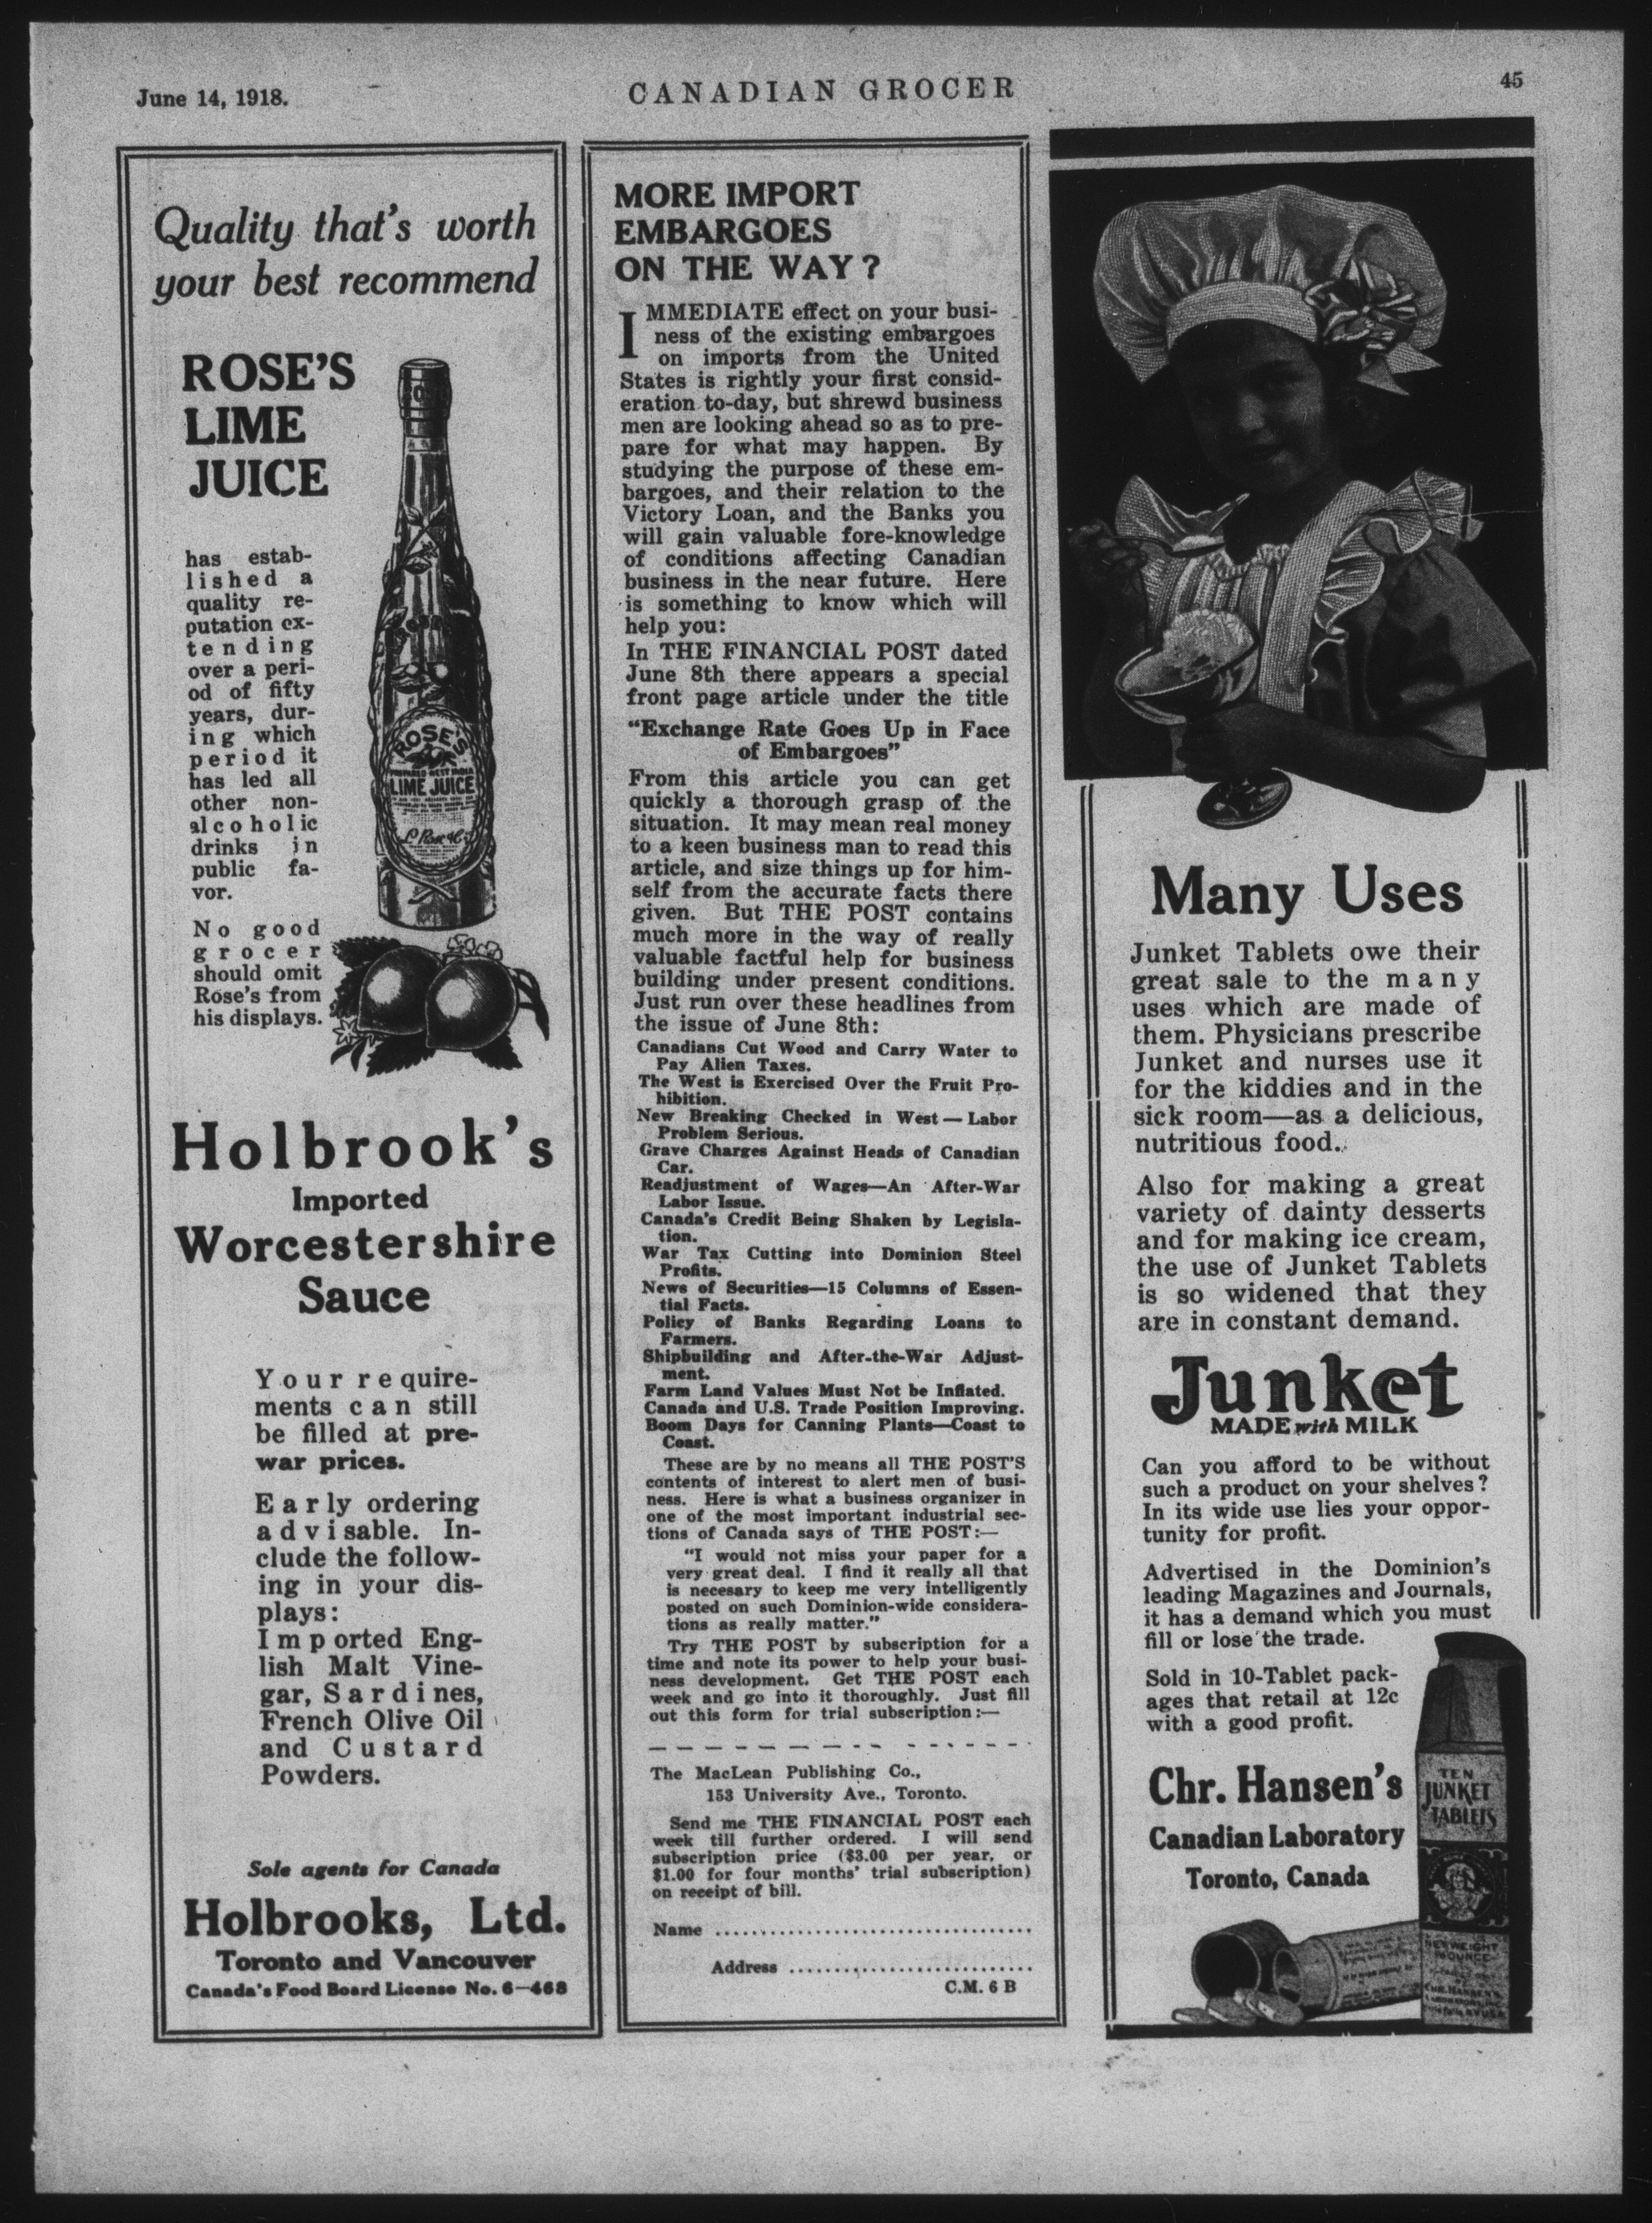 June 14, 1918.
CANADIAN GROCER
45
Quality that's worth
your best recommend
ROSE'S
LIME
JUICE
has estab-
lished a
quality re-
putation ex-
tending
over a peri-
od of fifty
years, dur-
ing which
period it
has led all
other non-
alcoholic
drinks in
public fa-
vor.
No good
grocer
should omit
Rose's from
his displays.
ROSE'S
LIME JUICE
Holbrook's
Imported
Worcestershire
Sauce
Your require-
ments can still
be filled at pre-
war prices.
Early ordering
advisable. In-
clude the follow-
ing in your dis-
plays:
Imported Eng-
lish Malt Vine-
gar, Sardines,
French Olive Oil
and Custard
Powders.
Sole agents for Canada
Holbrooks, Ltd.
Toronto and Vancouver
Canada's Food Board License No. 6-468
MORE IMPORT
EMBARGOES
ON THE WAY?
IMMEDIATE effect on your busi-
ness of the existing embargoes
on imports from the United
States is rightly your first consid-
eration to-day, but shrewd business
men are looking ahead so as to pre-
pare for what may happen. By
studying the purpose of these em-
bargoes, and their relation to the
Victory Loan, and the Banks you
will gain valuable fore-knowledge
of conditions affecting Canadian
business in the near future. Here
is something to know which will
help you:
In THE FINANCIAL POST dated
June 8th there appears a special
front page article under the title
"Exchange Rate Goes Up in Face
of Embargoes"
From this article you can get
quickly a thorough grasp of the
situation. It may mean real money
to a keen business man to read this
article, and size things up for him-
self from the accurate facts there
given. But THE POST contains
much more in the way of really
valuable factful help for business
building under present conditions.
Just run over these headlines from
the issue of June 8th:
Canadians Cut Wood and Carry Water to
Pay Alien Taxes.
The West is Exercised Over the Fruit Pro-
hibition.
New Breaking Checked in West — Labor
Problem Serious.
Grave Charges Against Heads of Canadian
Car.
Readjustment of Wages—An After-War
Labor Issue.
Canada's Credit Being Shaken by Legisla-
tion.
War Tax Cutting into Dominion Steel
Profits.
News of Securities—15 Columns of Essen-
tial Facts.
Policy of Banks Regarding Loans to
Farmers.
Shipbuilding and After-the-War Adjust-
ment.
Farm Land Values Must Not be Inflated.
Canada and U.S. Trade Position Improving.
Boom Days for Canning Plants—Coast to
Coast.
These are by no means all THE POST'S
contents of interest to alert men of busi-
ness. Here is what a business organizer in
one of the most important industrial sec-
tions of Canada says of THE POST:—
"I would not miss your paper for a
very great deal. I find it really all that
is necesary to keep me very intelligently
posted on such Dominion-wide considera-
tions as really matter."
Try THE POST by subscription for a
time and note its power to help your busi-
ness development. Get THE POST each
week and go into it thoroughly. Just fill
out this form for trial subscription:—
The MacLean Publishing Co.,
153 University Ave., Toronto.
Send me THE FINANCIAL POST each
week till further ordered. I will send
subscription price ($3.00 per year, or
$1.00 for four months' trial subscription)
on receipt of bill.
Name ....................................
Address ............................
C.M. 6 B
Many Uses
Junket Tablets owe their
great sale to the many
uses which are made of
them. Physicians prescribe
Junket and nurses use it
for the kiddies and in the
sick room—as a delicious,
nutritious food.
Also for making a great
variety of dainty desserts
and for making ice cream,
the use of Junket Tablets
is so widened that they
are in constant demand.
Junket
MADE with MILK
Can you afford to be without
such a product on your shelves?
In its wide use lies your oppor-
tunity for profit.
Advertised in the Dominion's
leading Magazines and Journals,
it has a demand which you must
fill or lose the trade.
Sold in 10-Tablet pack-
ages that retail at 12c
with a good profit.
Chr. Hansen's
Canadian Laboratory
Toronto, Canada
TEN
JUNKET
TABLETS